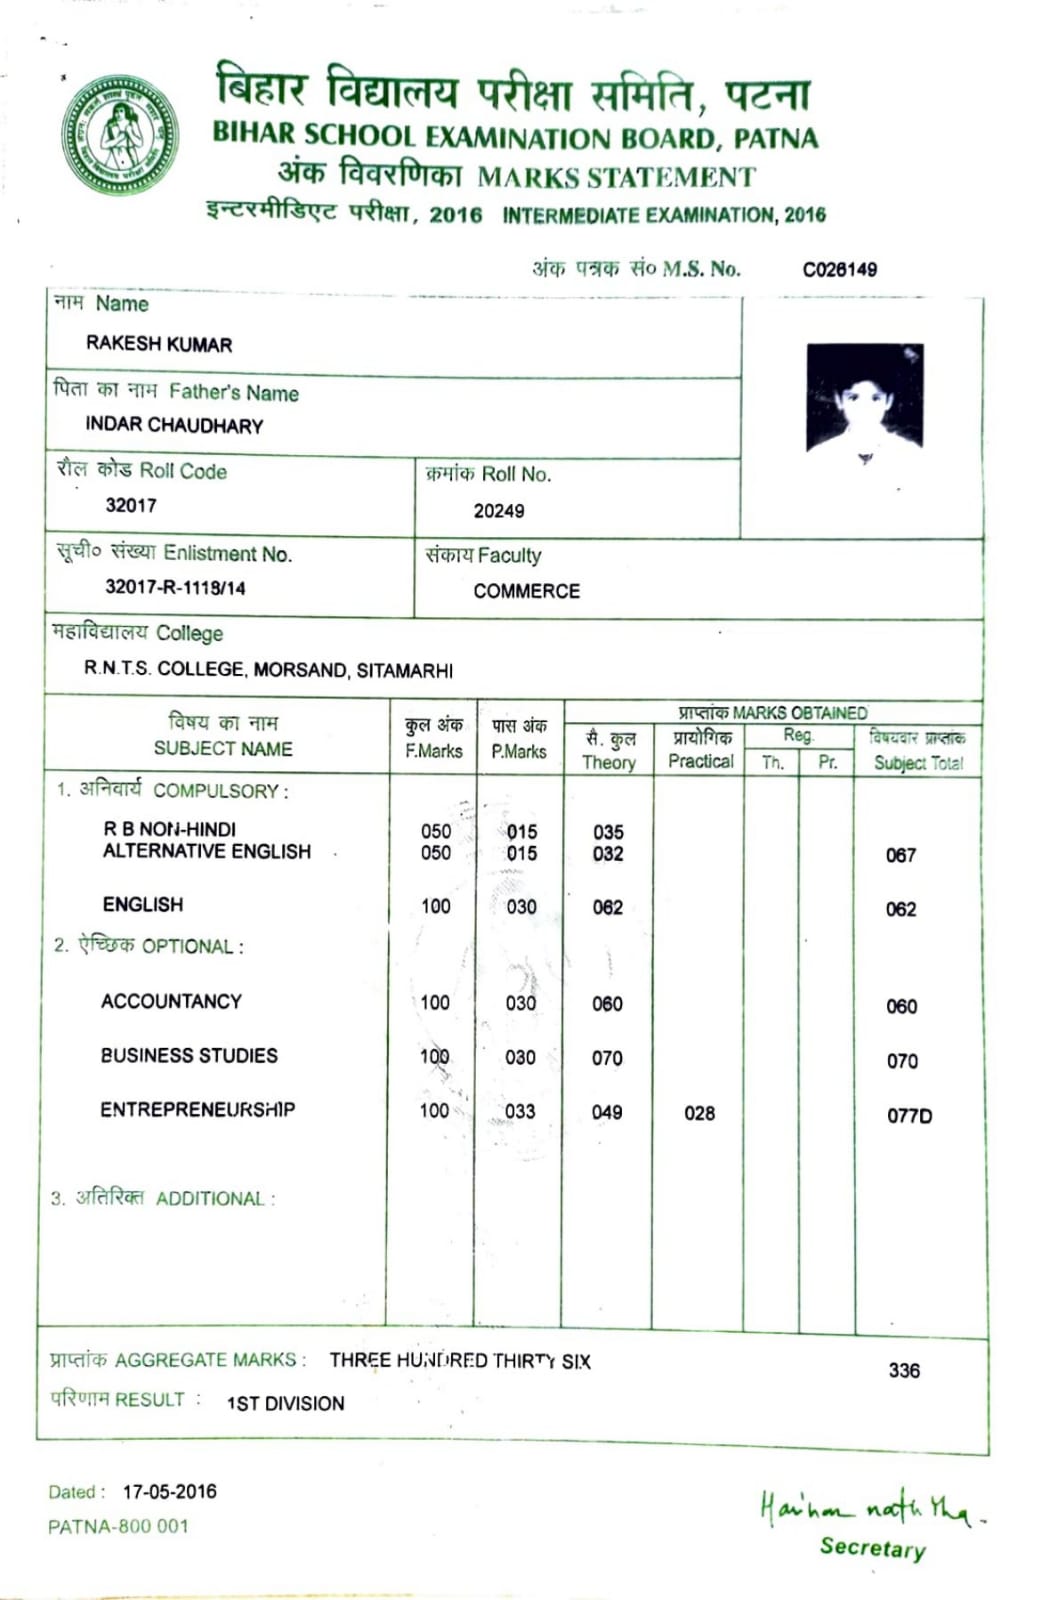 बिहार विद्यालय परीक्षा समिति, पटना
BIHAR SCHOOL EXAMINATION BOARD, PATNA
अंक विवरणिका MARKS STATEMENT
इन्टरमीडिएट परीक्षा, 2016 INTERMEDIATE EXAMINATION, 2016
अंक पत्रक सं० M.S. No. C026149
नाम Name
RAKESH KUMAR
पिता का नाम Father's Name
INDAR CHAUDHARY
रौल कोड Roll Code क्रमांक Roll No.
32017 20249
सूची० संख्या Enlistment No. संकाय Faculty
32017-R-1118/14 COMMERCE
महाविद्यालय College
R.N.T.S. COLLEGE, MORSAND, SITAMARHI
प्राप्तांक MARKS OBTAINED
विषय का नाम कुल अंक पास अंक सै. कुल प्रायोगिक Reg. विषयवार प्राप्तांक
SUBJECT NAME F.Marks P.Marks Theory Practical Th. Pr. Subject Total
1. अनिवार्य COMPULSORY :
R B NON-HINDI 050 015 035
ALTERNATIVE ENGLISH 050 015 032 067
ENGLISH 100 030 062 062
2. ऐच्छिक OPTIONAL :
ACCOUNTANCY 100 030 060 060
BUSINESS STUDIES 100 030 070 070
ENTREPRENEURSHIP 100 033 049 028 077D
3. अतिरिक्त ADDITIONAL :
प्राप्तांक AGGREGATE MARKS : THREE HUNDRED THIRTY SIX 336
परिणाम RESULT : 1ST DIVISION
Dated : 17-05-2016
PATNA-800 001
Secretary